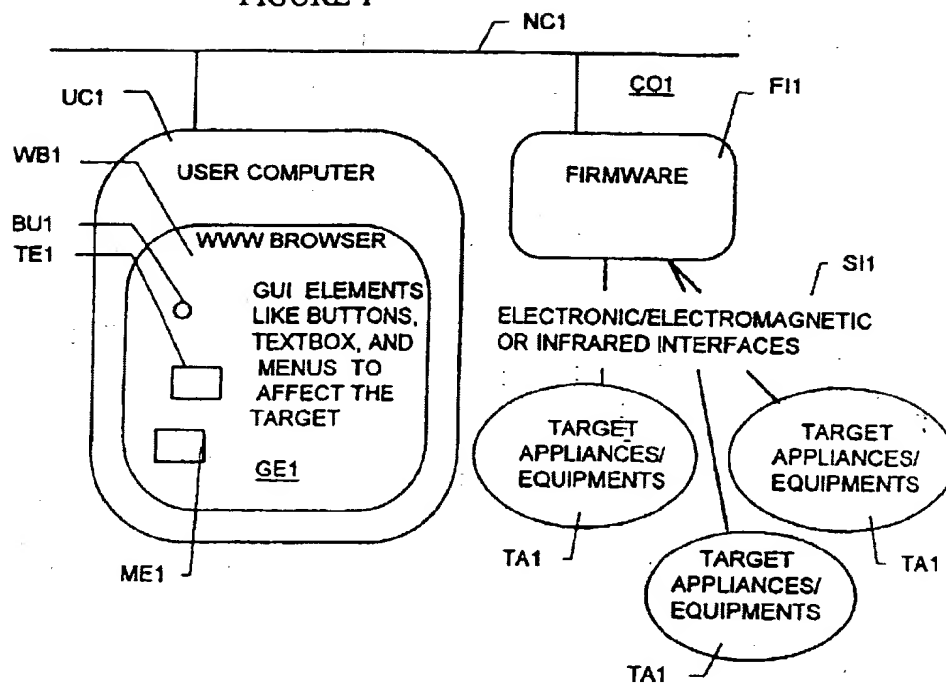 FIGURE 1
NC1
CO1
FI1
UC1
WB1
USER COMPUTER
FIRMWARE
BU1
TE1
WWW BROWSER
SI1
GUI ELEMENTS
LIKE BUTTONS,
TEXTBOX, AND
MENUS TO
AFFECT THE
TARGET
GE1
ME1
ELECTRONIC/ELECTROMAGNETIC
OR INFRARED INTERFACES
TARGET
APPLIANCES/
EQUIPMENTS
TA1
TARGET
APPLIANCES/
EQUIPMENTS
TA1
TARGET
APPLIANCES/
EQUIPMENTS
TA1